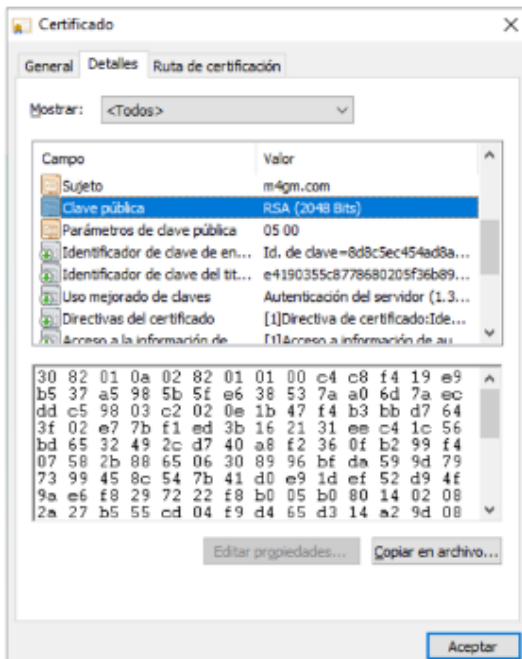 Certificado
General Detalles Ruta de certificación
Mostrar: <Todos>
Campo Valor
Sujeto m4gm.com
Clave pública RSA (2048 Bits)
Parámetros de clave pública 05 00
Identificador de clave de en... Id. de clave=8d8c5ec454ad8a...
Identificador de clave del tit... e4190355c8778680205f36b89...
Uso mejorado de claves Autenticación del servidor (1.3...
Directivas del certificado [1]Directiva de certificado:Ide...
Acceso a la información de [1]Acceso a información de au
30 82 01 0a 02 82 01 01 00 c4 c8 f4 19 e9
b5 37 a5 98 5b 5f e6 38 53 7a a0 6d 7a ec
dd c5 98 03 c2 02 0e 1b 47 f4 b3 bb d7 64
3f 02 e7 7b f1 ed 3b 16 21 31 ee c4 1c 56
bd 65 32 49 2c d7 40 a8 f2 36 0f b2 99 f4
07 58 2b 88 65 06 30 89 96 bf da 59 9d 79
73 99 45 8c 54 7b 41 d0 e9 1d ef 52 d9 4f
9a e6 f8 29 72 22 f8 b0 05 b0 80 14 02 08
2a 27 b5 55 cd 04 f9 d4 65 d3 14 a2 9d 08
Editar propiedades... Copiar en archivo...
Aceptar